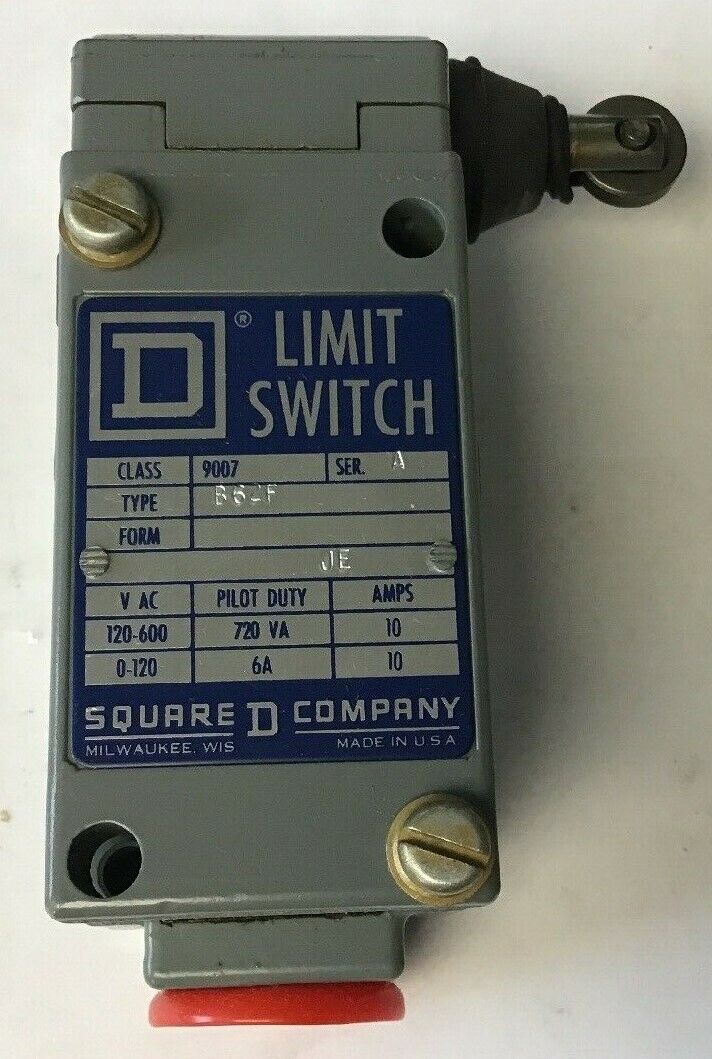 D ® LIMIT
SWITCH
CLASS 9007 SER. A
TYPE B62F
FORM
JE
V AC PILOT DUTY AMPS
120-600 720 VA 10
0-120 6A 10
SQUARE D COMPANY
MILWAUKEE, WIS MADE IN U S A